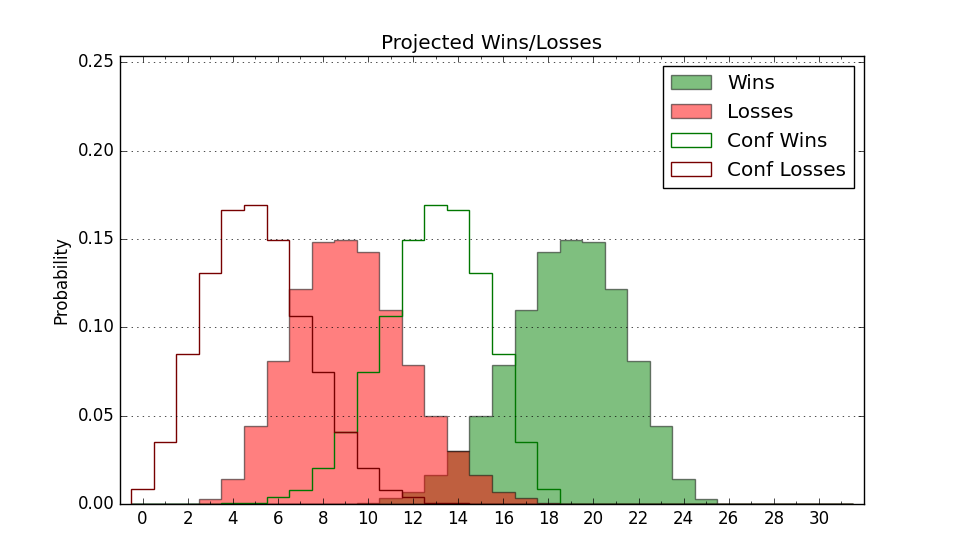 Projected Wins/Losses
0.25
0.20
0.15
0.10
0.05
0.00
Probability
Wins
Losses
Conf Wins
Conf Losses
0 2 4 6 8 10 12 14 16 18 20 22 24 26 28 30